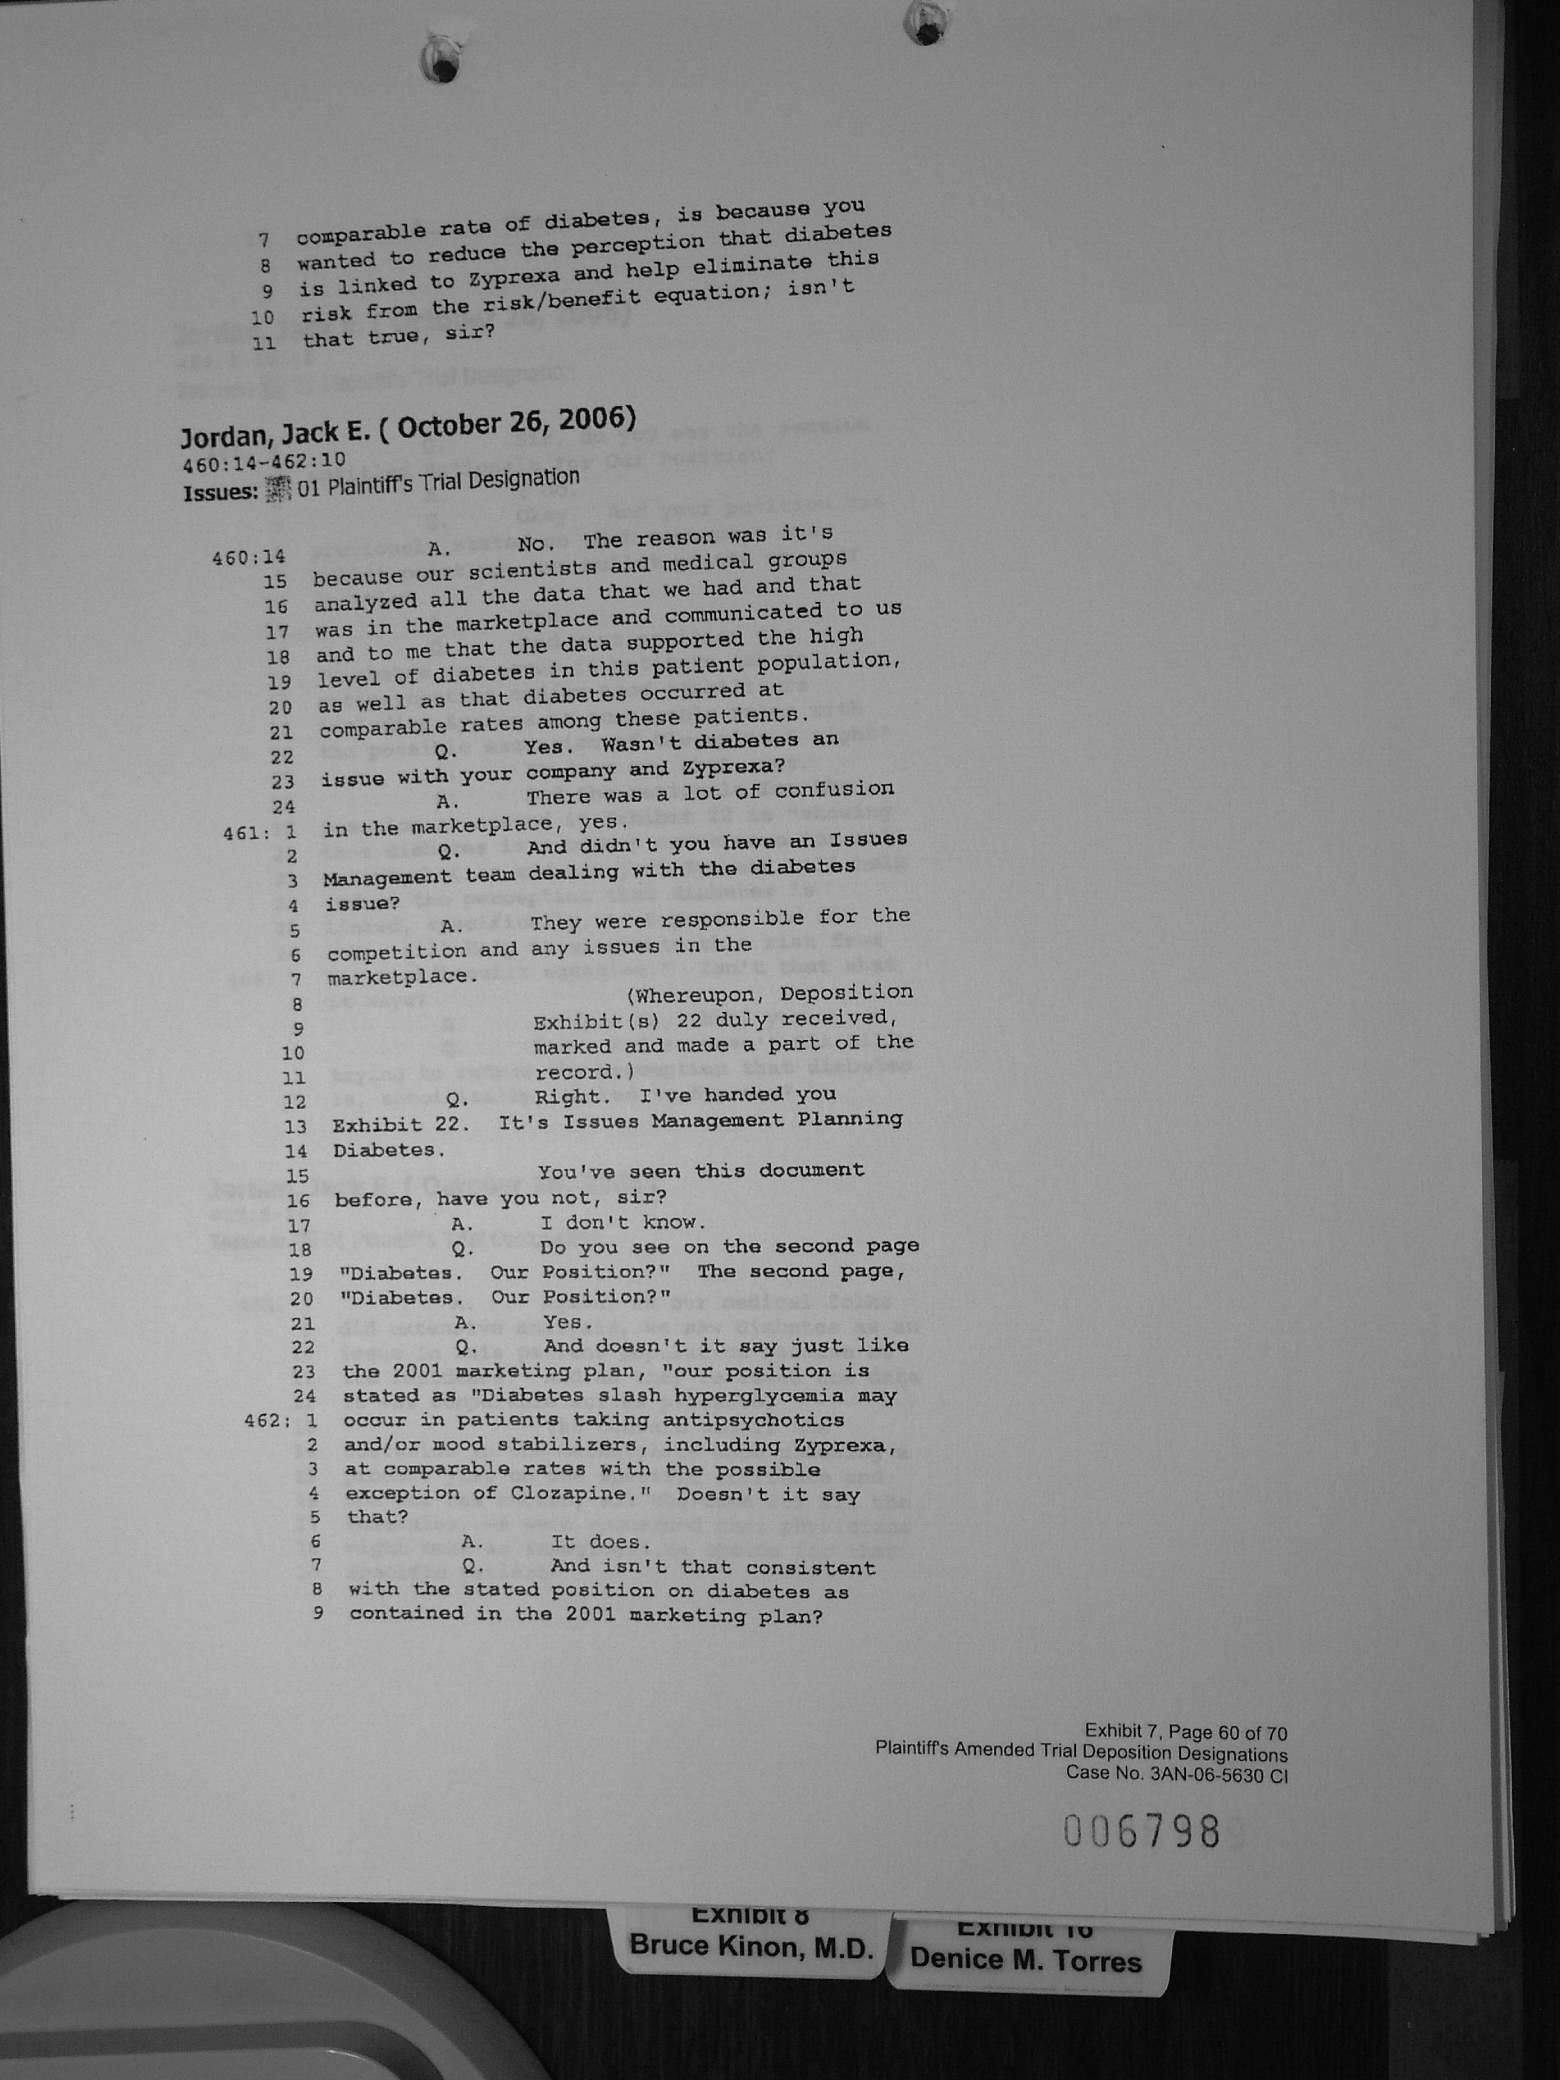 7 comparable rate of diabetes, is because you
8 wanted to reduce the perception that diabetes
9 is linked to Zyprexa and help eliminate this
10 risk from the risk/benefit equation; isn't
11 that true, sir?
Jordan, Jack E. ( October 26, 2006)
460:14-462:10
Issues: 01 Plaintiff's Trial Designation
460:14 A. No. The reason was it's
15 because our scientists and medical groups
16 analyzed all the data that we had and that
17 was in the marketplace and communicated to us
18 and to me that the data supported the high
19 level of diabetes in this patient population,
20 as well as that diabetes occurred at
21 comparable rates among these patients.
22 Q. Yes. Wasn't diabetes an
23 issue with your company and Zyprexa?
24 A. There was a lot of confusion
461: 1 in the marketplace, yes.
2 Q. And didn't you have an Issues
3 Management team dealing with the diabetes
4 issue?
5 A. They were responsible for the
6 competition and any issues in the
7 marketplace.
8 (Whereupon, Deposition
9 Exhibit(s) 22 duly received,
10 marked and made a part of the
11 record.)
12 Q. Right. I've handed you
13 Exhibit 22. It's Issues Management Planning
14 Diabetes.
15 You've seen this document
16 before, have you not, sir?
17 A. I don't know.
18 Q. Do you see on the second page
19 "Diabetes. Our Position?" The second page,
20 "Diabetes. Our Position?"
21 A. Yes.
22 Q. And doesn't it say just like
23 the 2001 marketing plan, "our position is
24 stated as "Diabetes slash hyperglycemia may
462: 1 occur in patients taking antipsychotics
2 and/or mood stabilizers, including Zyprexa,
3 at comparable rates with the possible
4 exception of Clozapine." Doesn't it say
5 that?
6 A. It does.
7 Q. And isn't that consistent
8 with the stated position on diabetes as
9 contained in the 2001 marketing plan?
Exhibit 7, Page 60 of 70
Plaintiff's Amended Trial Deposition Designations
Case No. 3AN-06-5630 CI
006798
Exhibit 8
Bruce Kinon, M.D.
Exhibit 16
Denice M. Torres